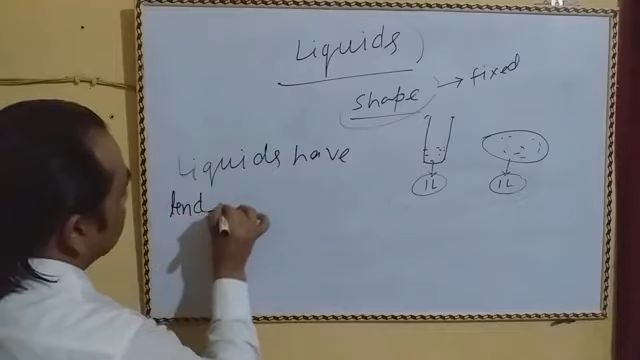 Liquids
shape → fixed
Liquids have
1L 1L
tend